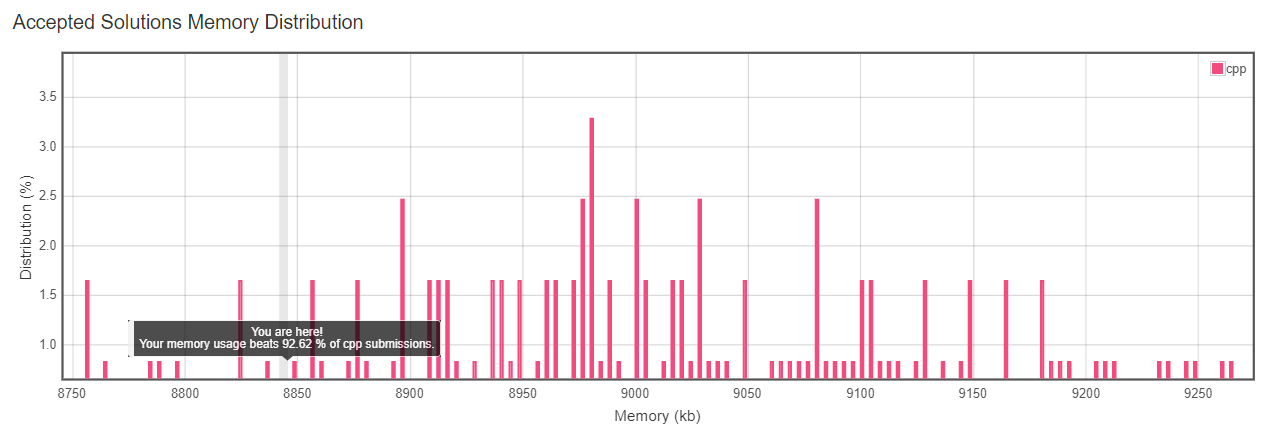 Accepted Solutions Memory Distribution
cpp
3.5
3.0
2.5
2.0
1.5
1.0
Distribution (%)
You are here!
Your memory usage beats 92.62 % of cpp submissions.
8750 8800 8850 8900 8950 9000 9050 9100 9150 9200 9250
Memory (kb)